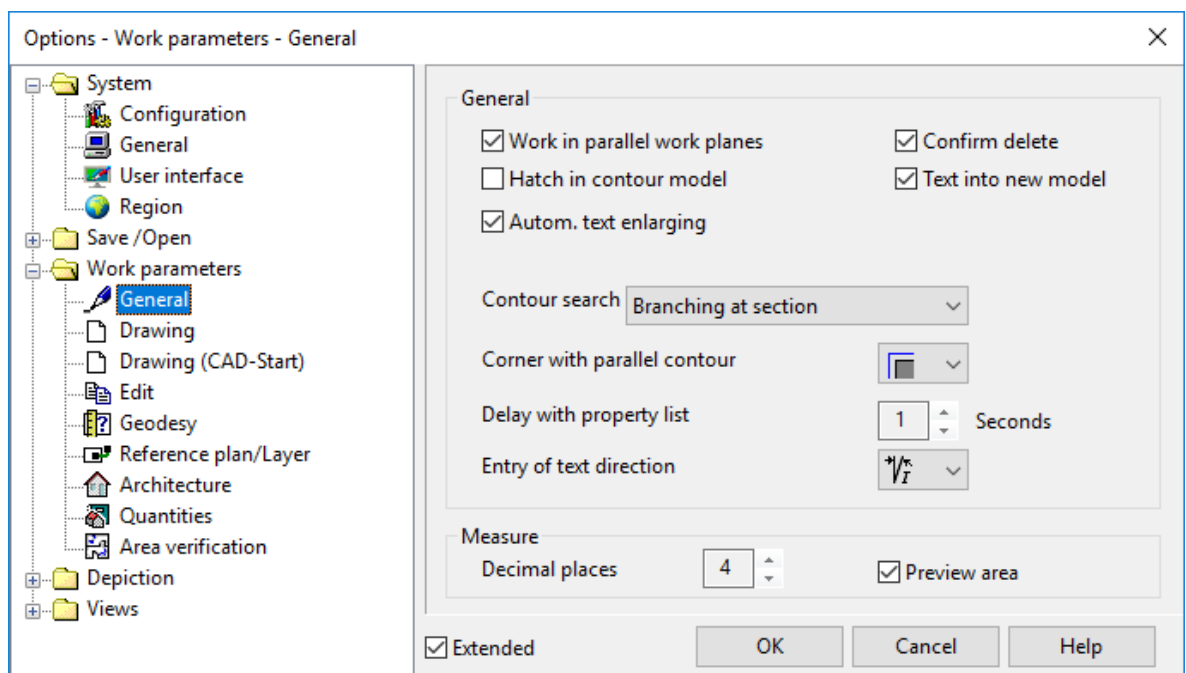 Options - Work parameters - General
System
Configuration
General
User interface
Region
Save /Open
Work parameters
General
Drawing
Drawing (CAD-Start)
Edit
Geodesy
Reference plan/Layer
Architecture
Quantities
Area verification
Depiction
Views
General
Work in parallel work planes
Confirm delete
Hatch in contour model
Text into new model
Autom. text enlarging
Contour search
Branching at section
Corner with parallel contour
Delay with property list
1
Seconds
Entry of text direction
Measure
Decimal places
4
Preview area
Extended
OK
Cancel
Help